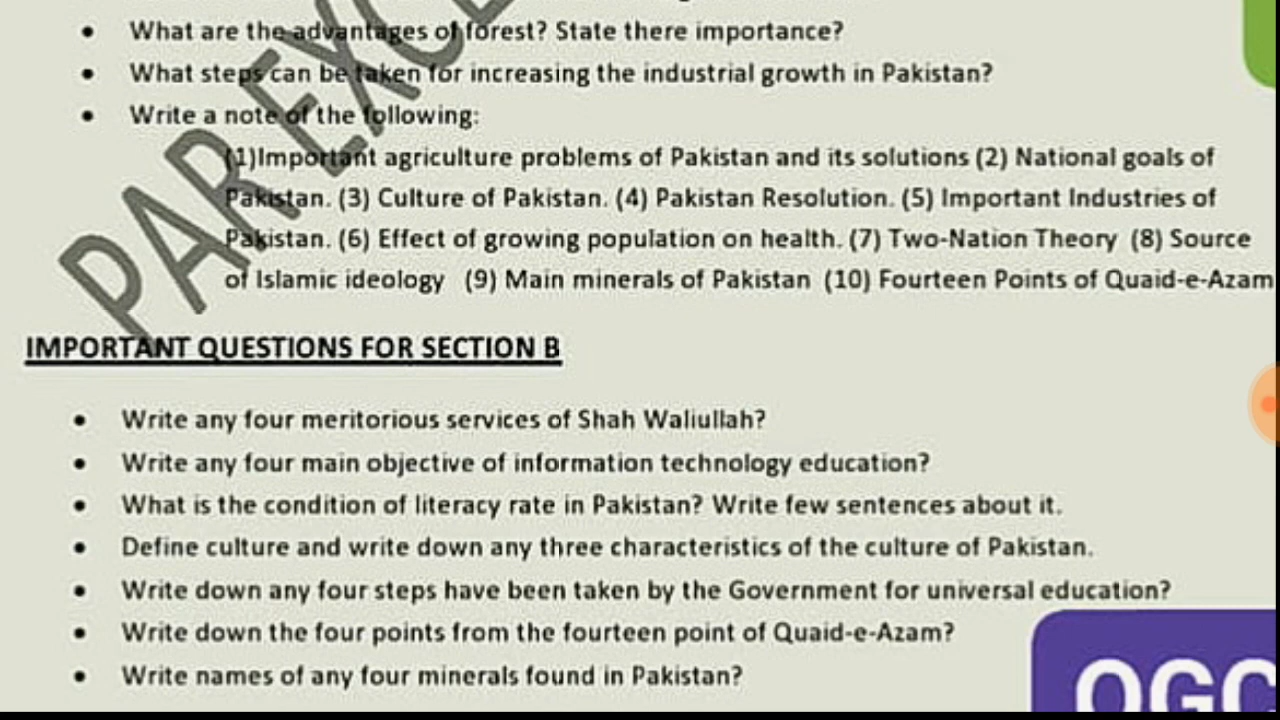 What are the advantages of forest? State there importance?
What steps can be taken for increasing the industrial growth in Pakistan?
Write a note of the following:
(1)Important agriculture problems of Pakistan and its solutions (2) National goals of
Pakistan. (3) Culture of Pakistan. (4) Pakistan Resolution. (5) Important Industries of
Pakistan. (6) Effect of growing population on health. (7) Two-Nation Theory (8) Source
of Islamic ideology (9) Main minerals of Pakistan (10) Fourteen Points of Quaid-e-Azam
PAR EXCE
IMPORTANT QUESTIONS FOR SECTION B
Write any four meritorious services of Shah Waliullah?
Write any four main objective of information technology education?
What is the condition of literacy rate in Pakistan? Write few sentences about it.
Define culture and write down any three characteristics of the culture of Pakistan.
Write down any four steps have been taken by the Government for universal education?
Write down the four points from the fourteen point of Quaid-e-Azam?
Write names of any four minerals found in Pakistan?
OGC